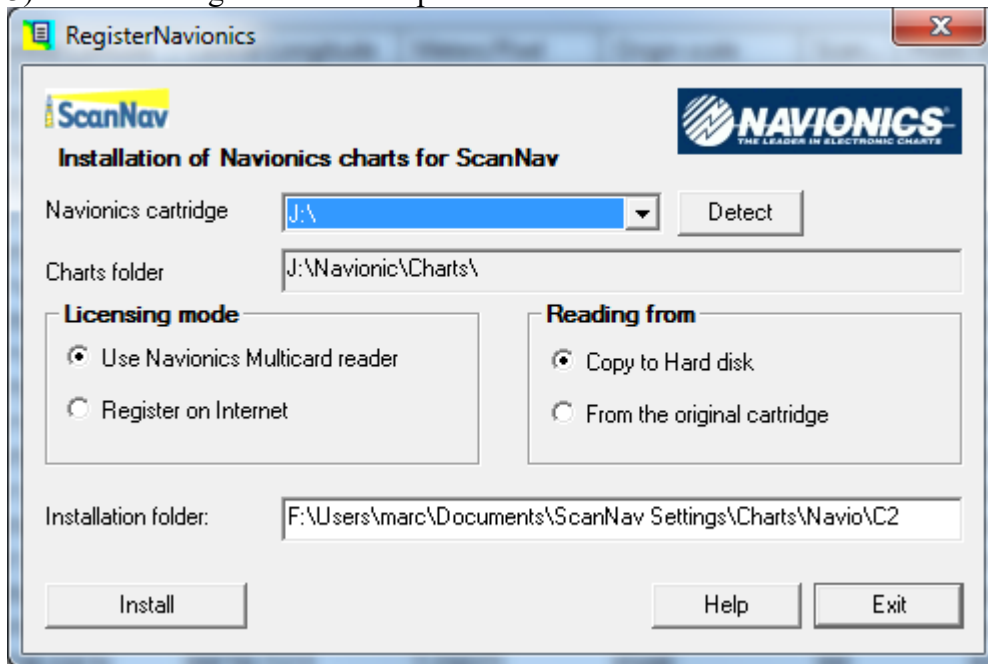 RegisterNavionics
ScanNav
NAVIONICS
THE LEADER IN ELECTRONIC CHARTS
Installation of Navionics charts for ScanNav
Navionics cartridge J:\ Detect
Charts folder J:\Navionic\Charts\
Licensing mode Reading from
Use Navionics Multicard reader Copy to Hard disk
Register on Internet From the original cartridge
Installation folder: F:\Users\marc\Documents\ScanNav Settings\Charts\Navio\C2
Install Help Exit